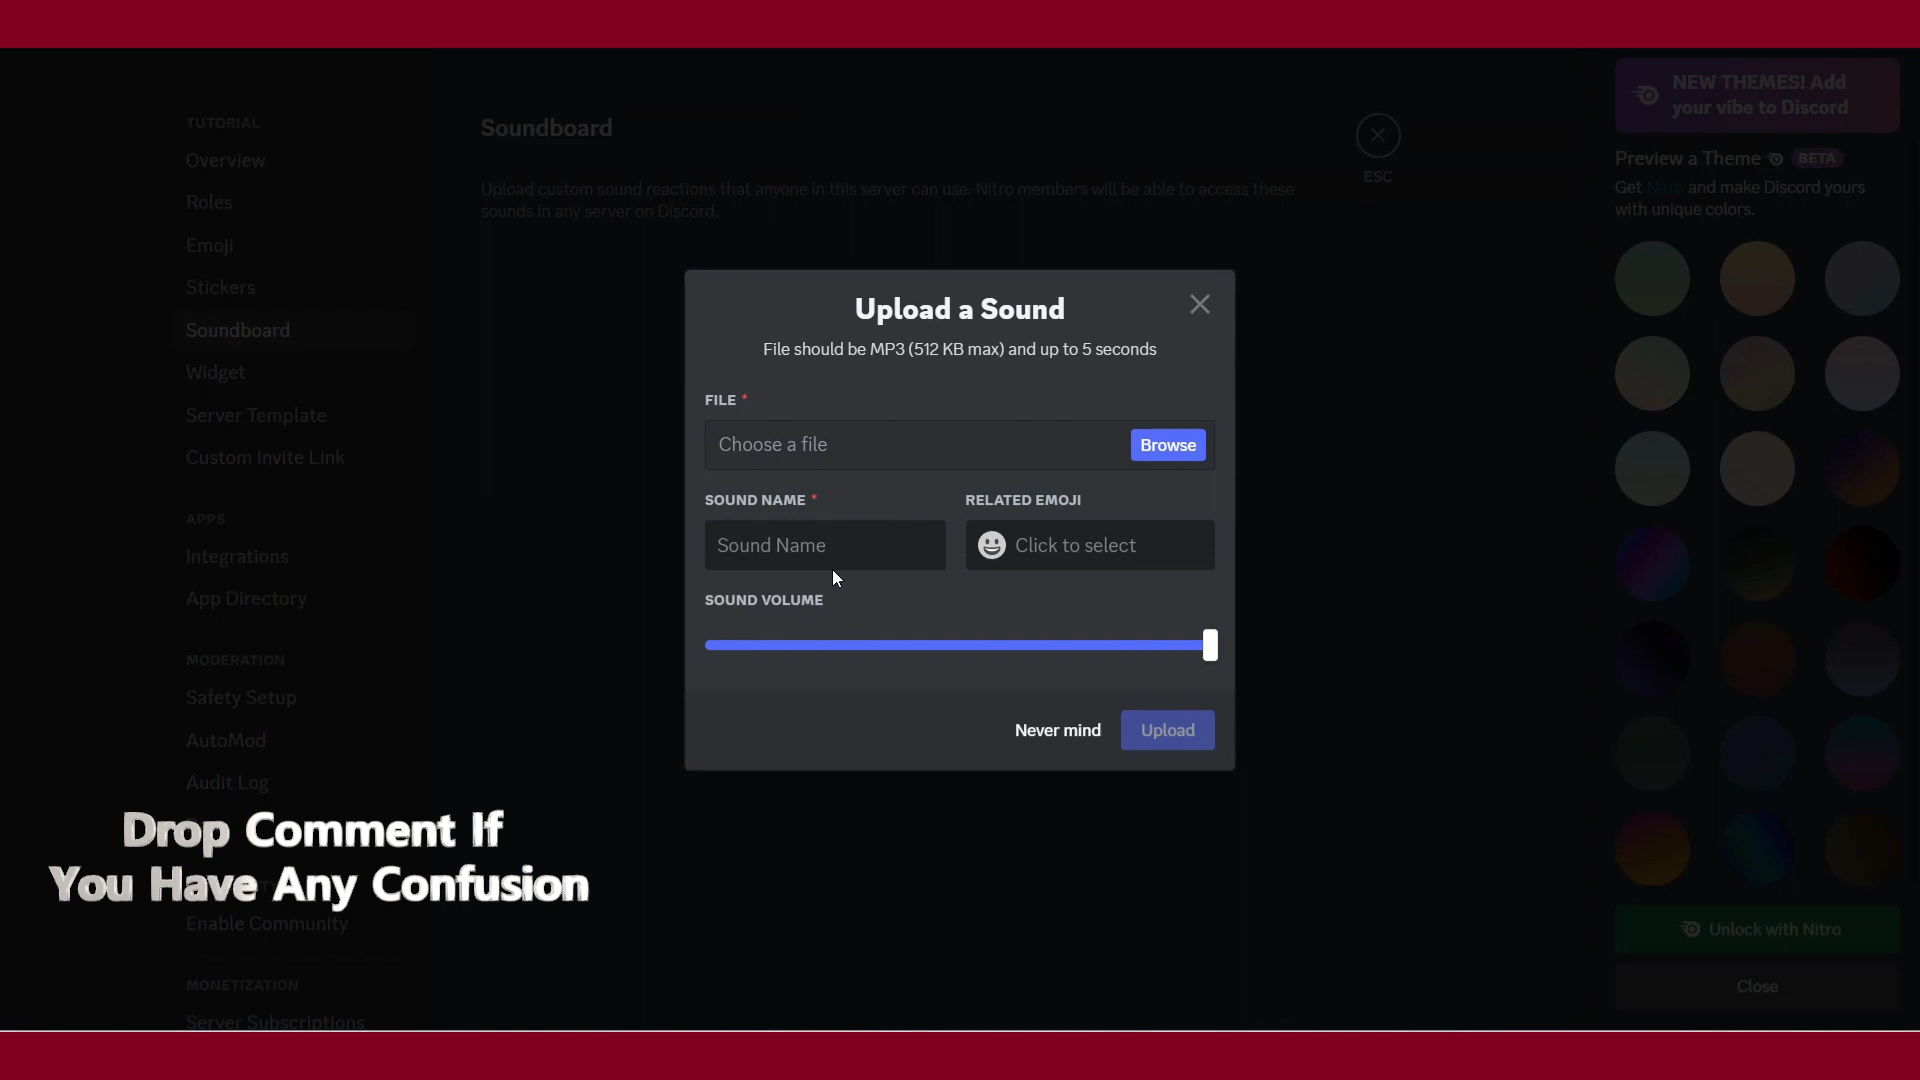 TUTORIAL
Overview
Roles
Emoji
Stickers
Soundboard
Widget
Server Template
Custom Invite Link
APPS
Integrations
App Directory
MODERATION
Safety Setup
AutoMod
Audit Log
Enable Community
MONETIZATION
Server Subscriptions
Soundboard
Upload custom sound reactions that anyone in this server can use. Nitro members will be able to access these
sounds in any server on Discord.
ESC
Upload a Sound
File should be MP3 (512 KB max) and up to 5 seconds
FILE *
Choose a file
Browse
SOUND NAME *
RELATED EMOJI
Sound Name
Click to select
SOUND VOLUME
Never mind
Upload
NEW THEMES! Add
your vibe to Discord
Preview a Theme BETA
Get Nitro and make Discord yours
with unique colors.
Unlock with Nitro
Close
Drop Comment If
You Have Any Confusion